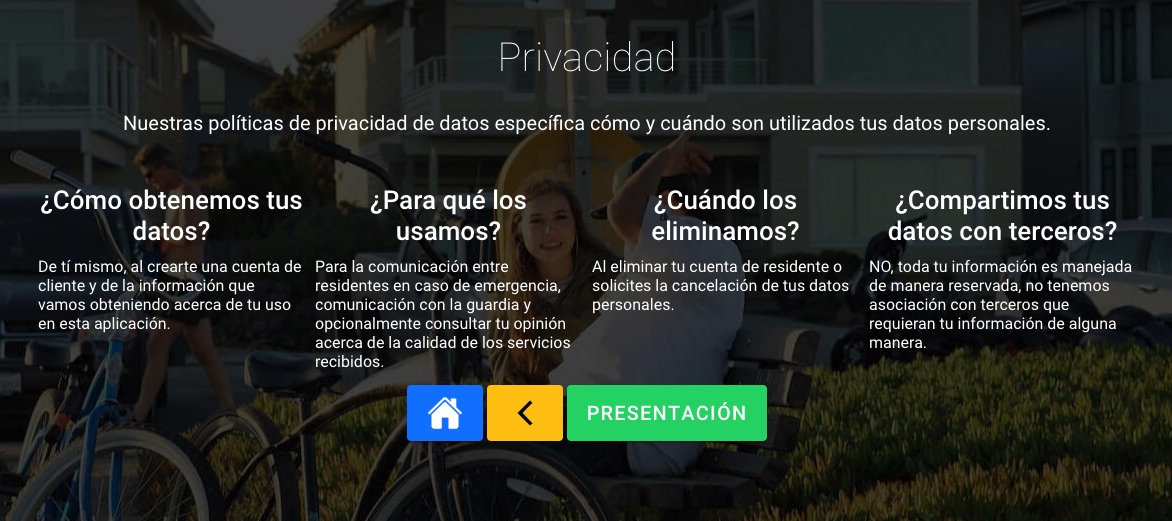 Privacidad
Nuestras políticas de privacidad de datos específica cómo y cuándo son utilizados tus datos personales.
¿Cómo obtenemos tus
datos?
De tí mismo, al crearte una cuenta de
cliente y de la información que
vamos obteniendo acerca de tu uso
en esta aplicación.
¿Para qué los
usamos?
Para la comunicación entre
residentes en caso de emergencia,
comunicación con la guardia y
opcionalmente consultar tu opinión
acerca de la calidad de los servicios
recibidos.
¿Cuándo los
eliminamos?
Al eliminar tu cuenta de residente o
solicites la cancelación de tus datos
personales.
¿Compartimos tus
datos con terceros?
NO, toda tu información es manejada
de manera reservada, no tenemos
asociación con terceros que
requieran tu información de alguna
manera.
PRESENTACIÓN